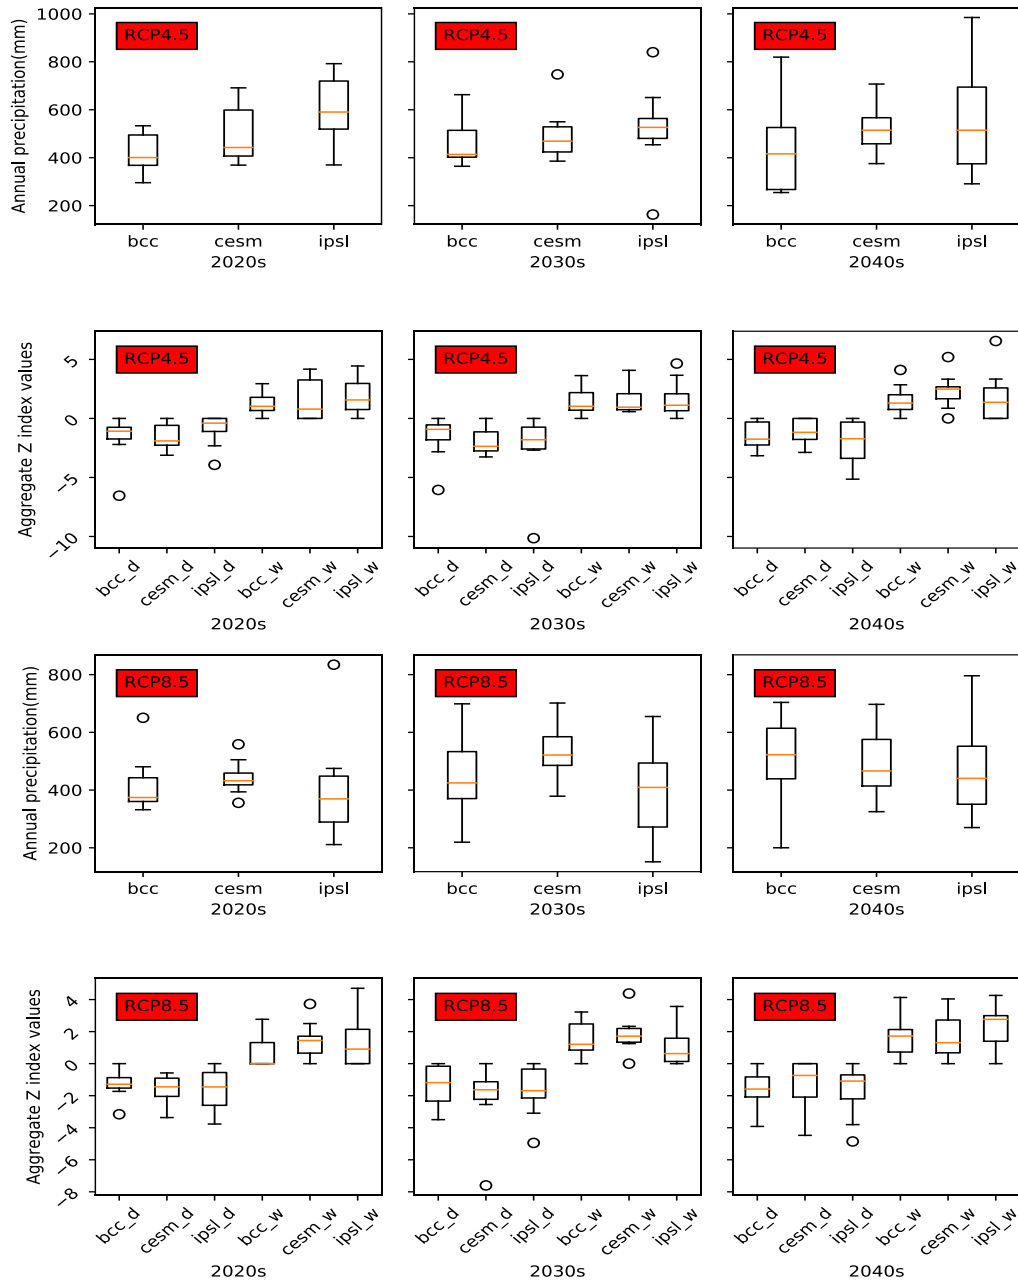 Annual precipitation(mm)
1000
800
600
400
200
RCP4.5
RCP4.5
RCP4.5
bcc cesm ipsl
2020s
bcc cesm ipsl
2030s
bcc cesm ipsl
2040s
Aggregate Z index values
5
0
−5
−10
RCP4.5
RCP4.5
RCP4.5
bcc_d cesm_d ipsl_d bcc_w cesm_w ipsl_w
2020s
bcc_d cesm_d ipsl_d bcc_w cesm_w ipsl_w
2030s
bcc_d cesm_d ipsl_d bcc_w cesm_w ipsl_w
2040s
Annual precipitation(mm)
800
600
400
200
RCP8.5
RCP8.5
RCP8.5
bcc cesm ipsl
2020s
bcc cesm ipsl
2030s
bcc cesm ipsl
2040s
Aggregate Z index values
4
2
0
−2
−4
−6
−8
RCP8.5
RCP8.5
RCP8.5
bcc_d cesm_d ipsl_d bcc_w cesm_w ipsl_w
2020s
bcc_d cesm_d ipsl_d bcc_w cesm_w ipsl_w
2030s
bcc_d cesm_d ipsl_d bcc_w cesm_w ipsl_w
2040s